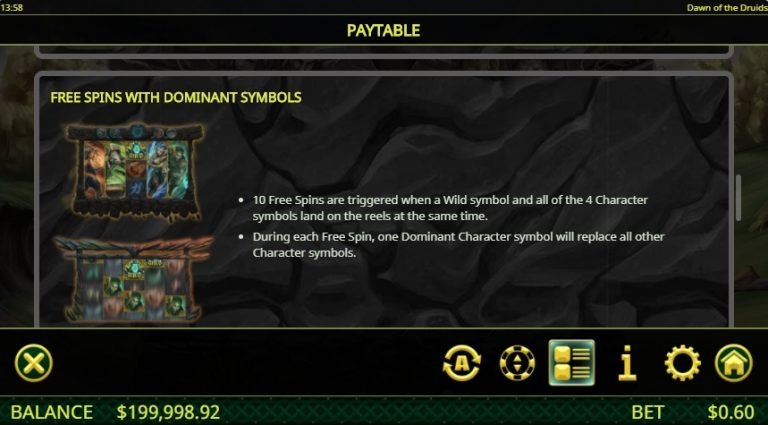 13:58
Dawn of the Druids
PAYTABLE
FREE SPINS WITH DOMINANT SYMBOLS
• 10 Free Spins are triggered when a Wild symbol and all of the 4 Character
symbols land on the reels at the same time.
• During each Free Spin, one Dominant Character symbol will replace all other
Character symbols.
A
BALANCE $199,998.92
BET $0.60